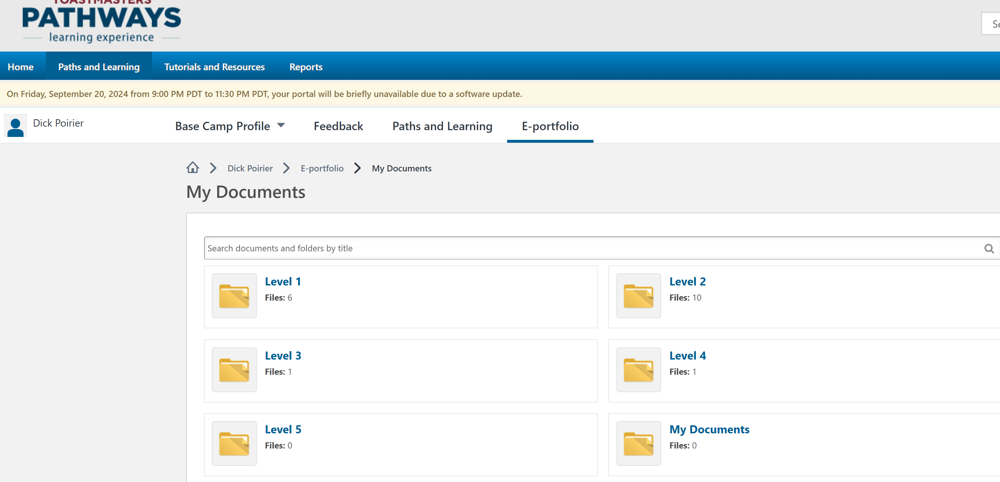 TOASTMASTERS
PATHWAYS
learning experience
Home Paths and Learning Tutorials and Resources Reports
On Friday, September 20, 2024 from 9:00 PM PDT to 11:30 PM PDT, your portal will be briefly unavailable due to a software update.
Dick Poirier Base Camp Profile Feedback Paths and Learning E-portfolio
Dick Poirier E-portfolio My Documents
My Documents
Search documents and folders by title
Level 1
Files: 6
Level 2
Files: 10
Level 3
Files: 1
Level 4
Files: 1
Level 5
Files: 0
My Documents
Files: 0